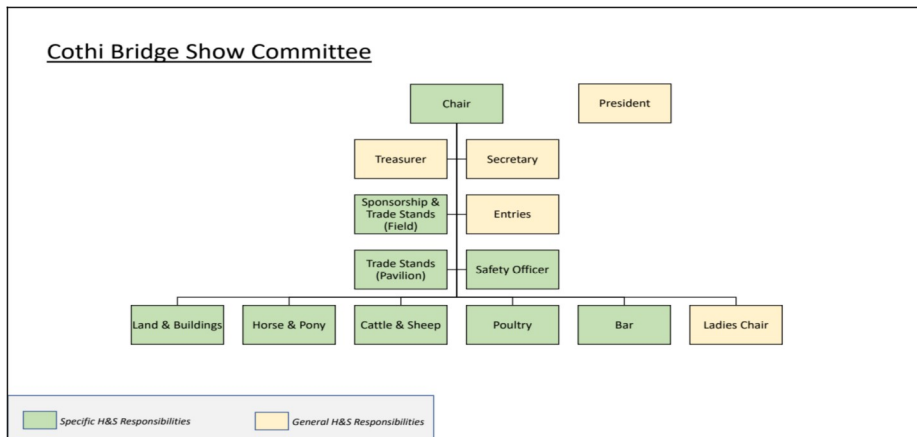 Cothi Bridge Show Committee
Chair
President
Treasurer
Secretary
Sponsorship &
Trade Stands
(Field)
Entries
Trade Stands
(Pavilion)
Safety Officer
Land & Buildings
Horse & Pony
Cattle & Sheep
Poultry
Bar
Ladies Chair
Specific H&S Responsibilities
General H&S Responsibilities